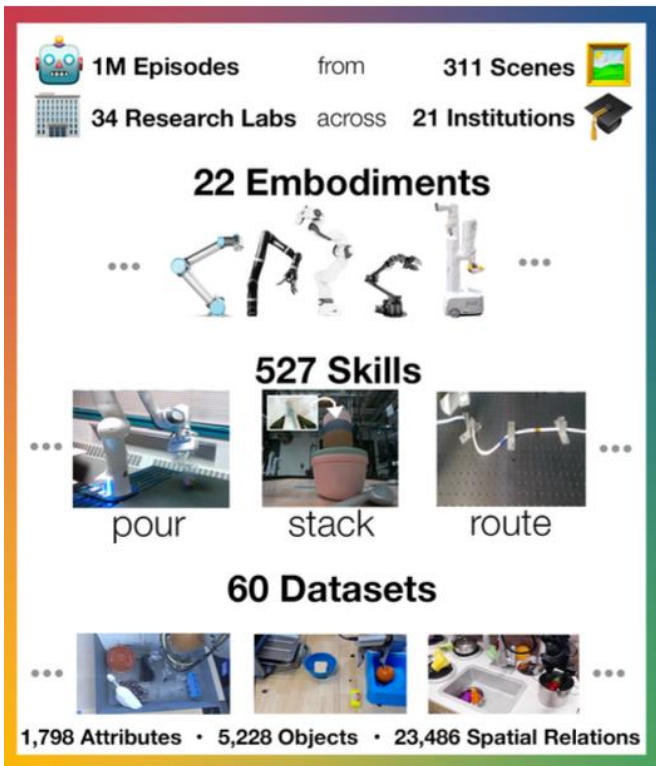 1M Episodes from 311 Scenes
34 Research Labs across 21 Institutions
22 Embodiments
527 Skills
pour stack route
60 Datasets
1,798 Attributes • 5,228 Objects • 23,486 Spatial Relations